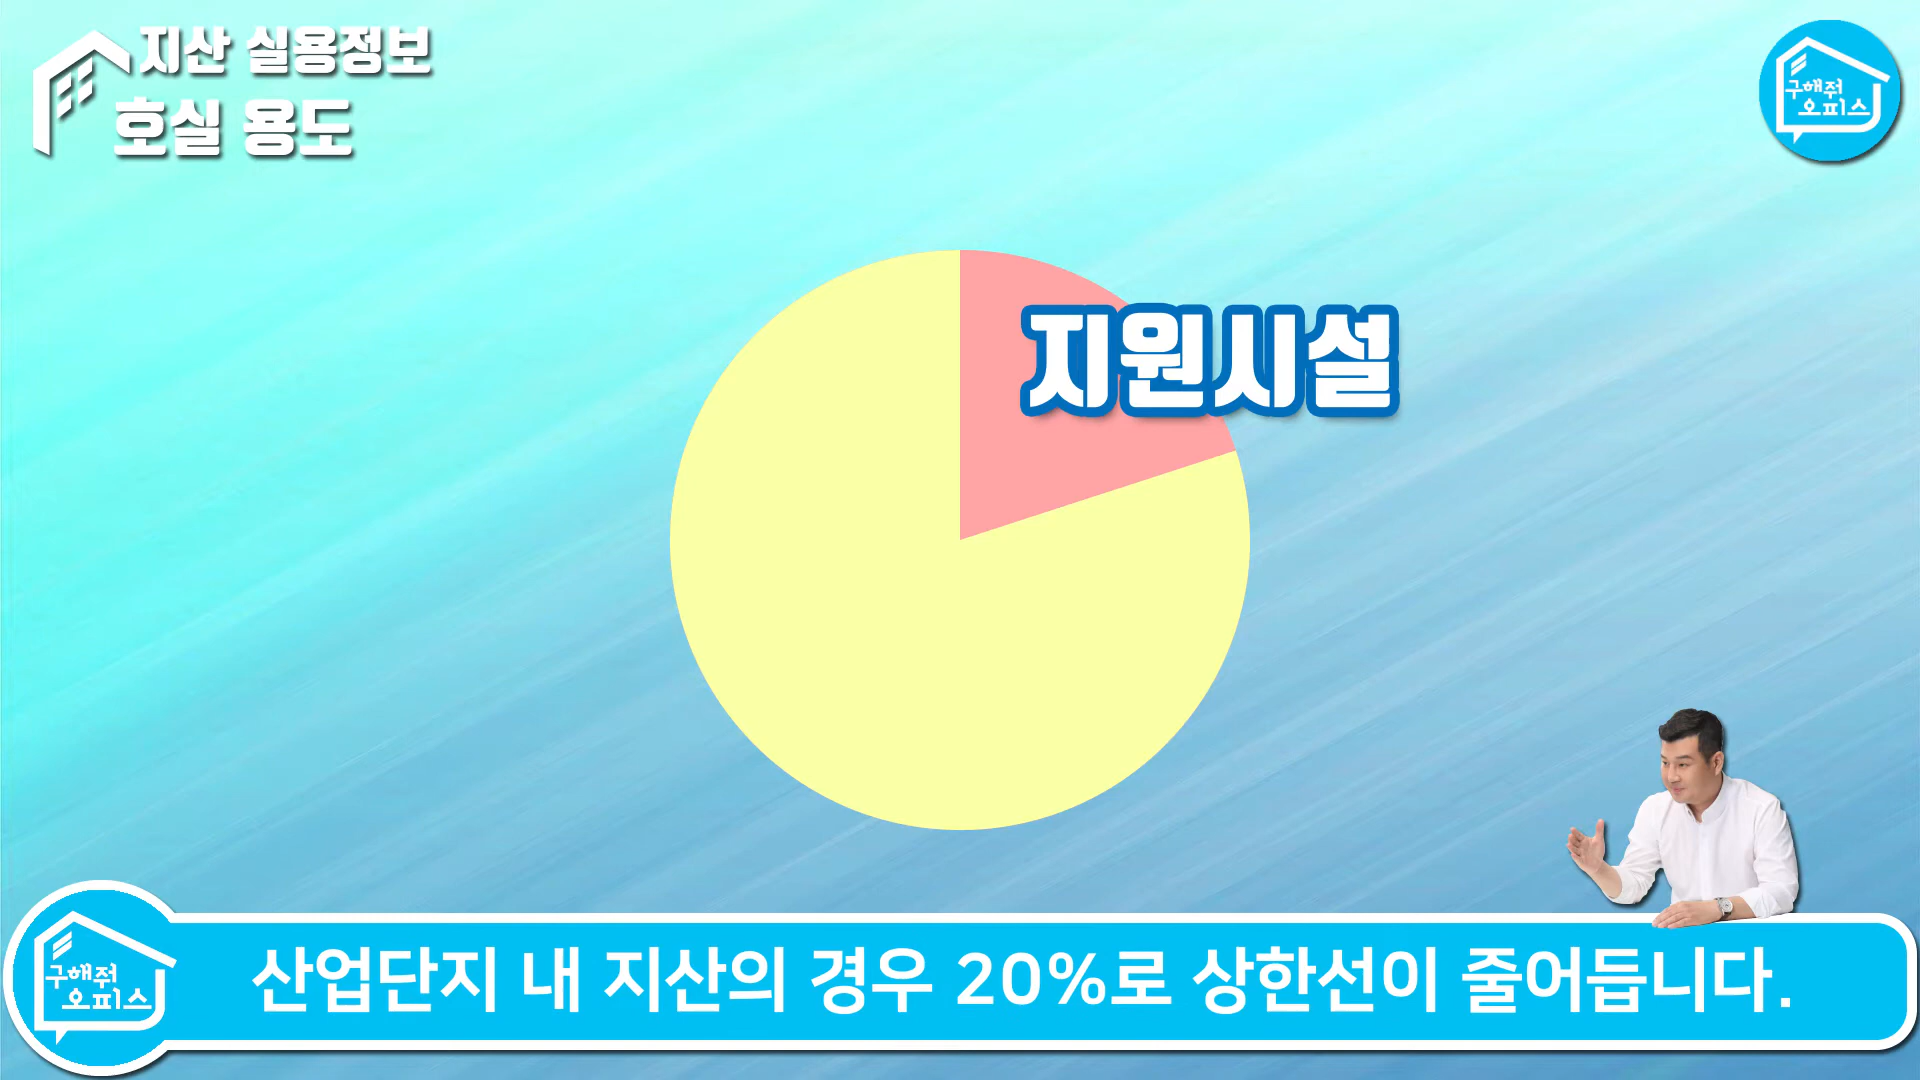 지산 실용정보
호실 용도
구해줘
오피스
지원시설
구해줘
오피스
산업단지 내 지산의 경우 20%로 상한선이 줄어듭니다.